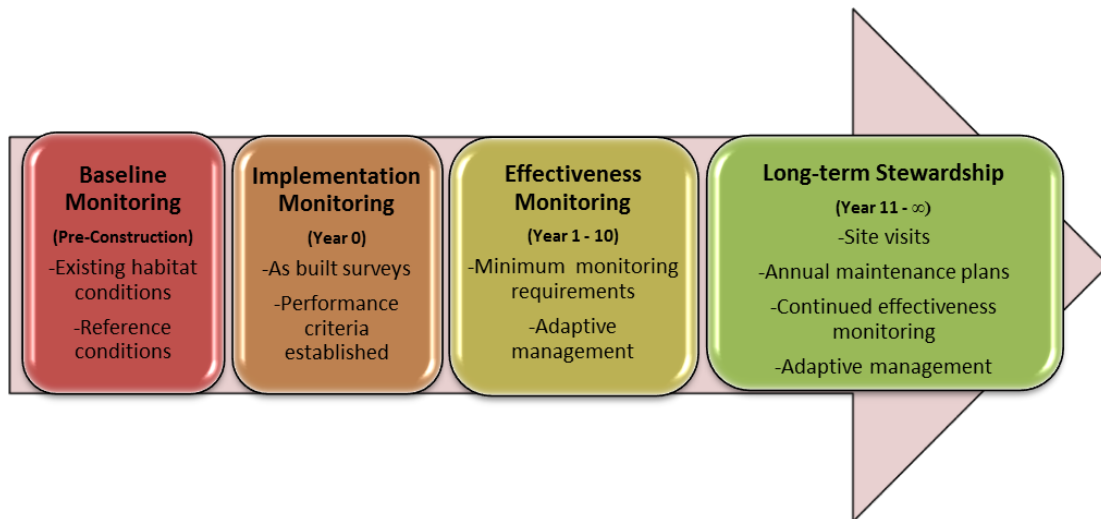 Baseline
Monitoring
(Pre-Construction)
-Existing habitat
conditions
-Reference
conditions
Implementation
Monitoring
(Year 0)
-As built surveys
-Performance
criteria
established
Effectiveness
Monitoring
(Year 1 - 10)
-Minimum monitoring
requirements
-Adaptive
management
Long-term Stewardship
(Year 11 - ∞)
-Site visits
-Annual maintenance plans
-Continued effectiveness
monitoring
-Adaptive management